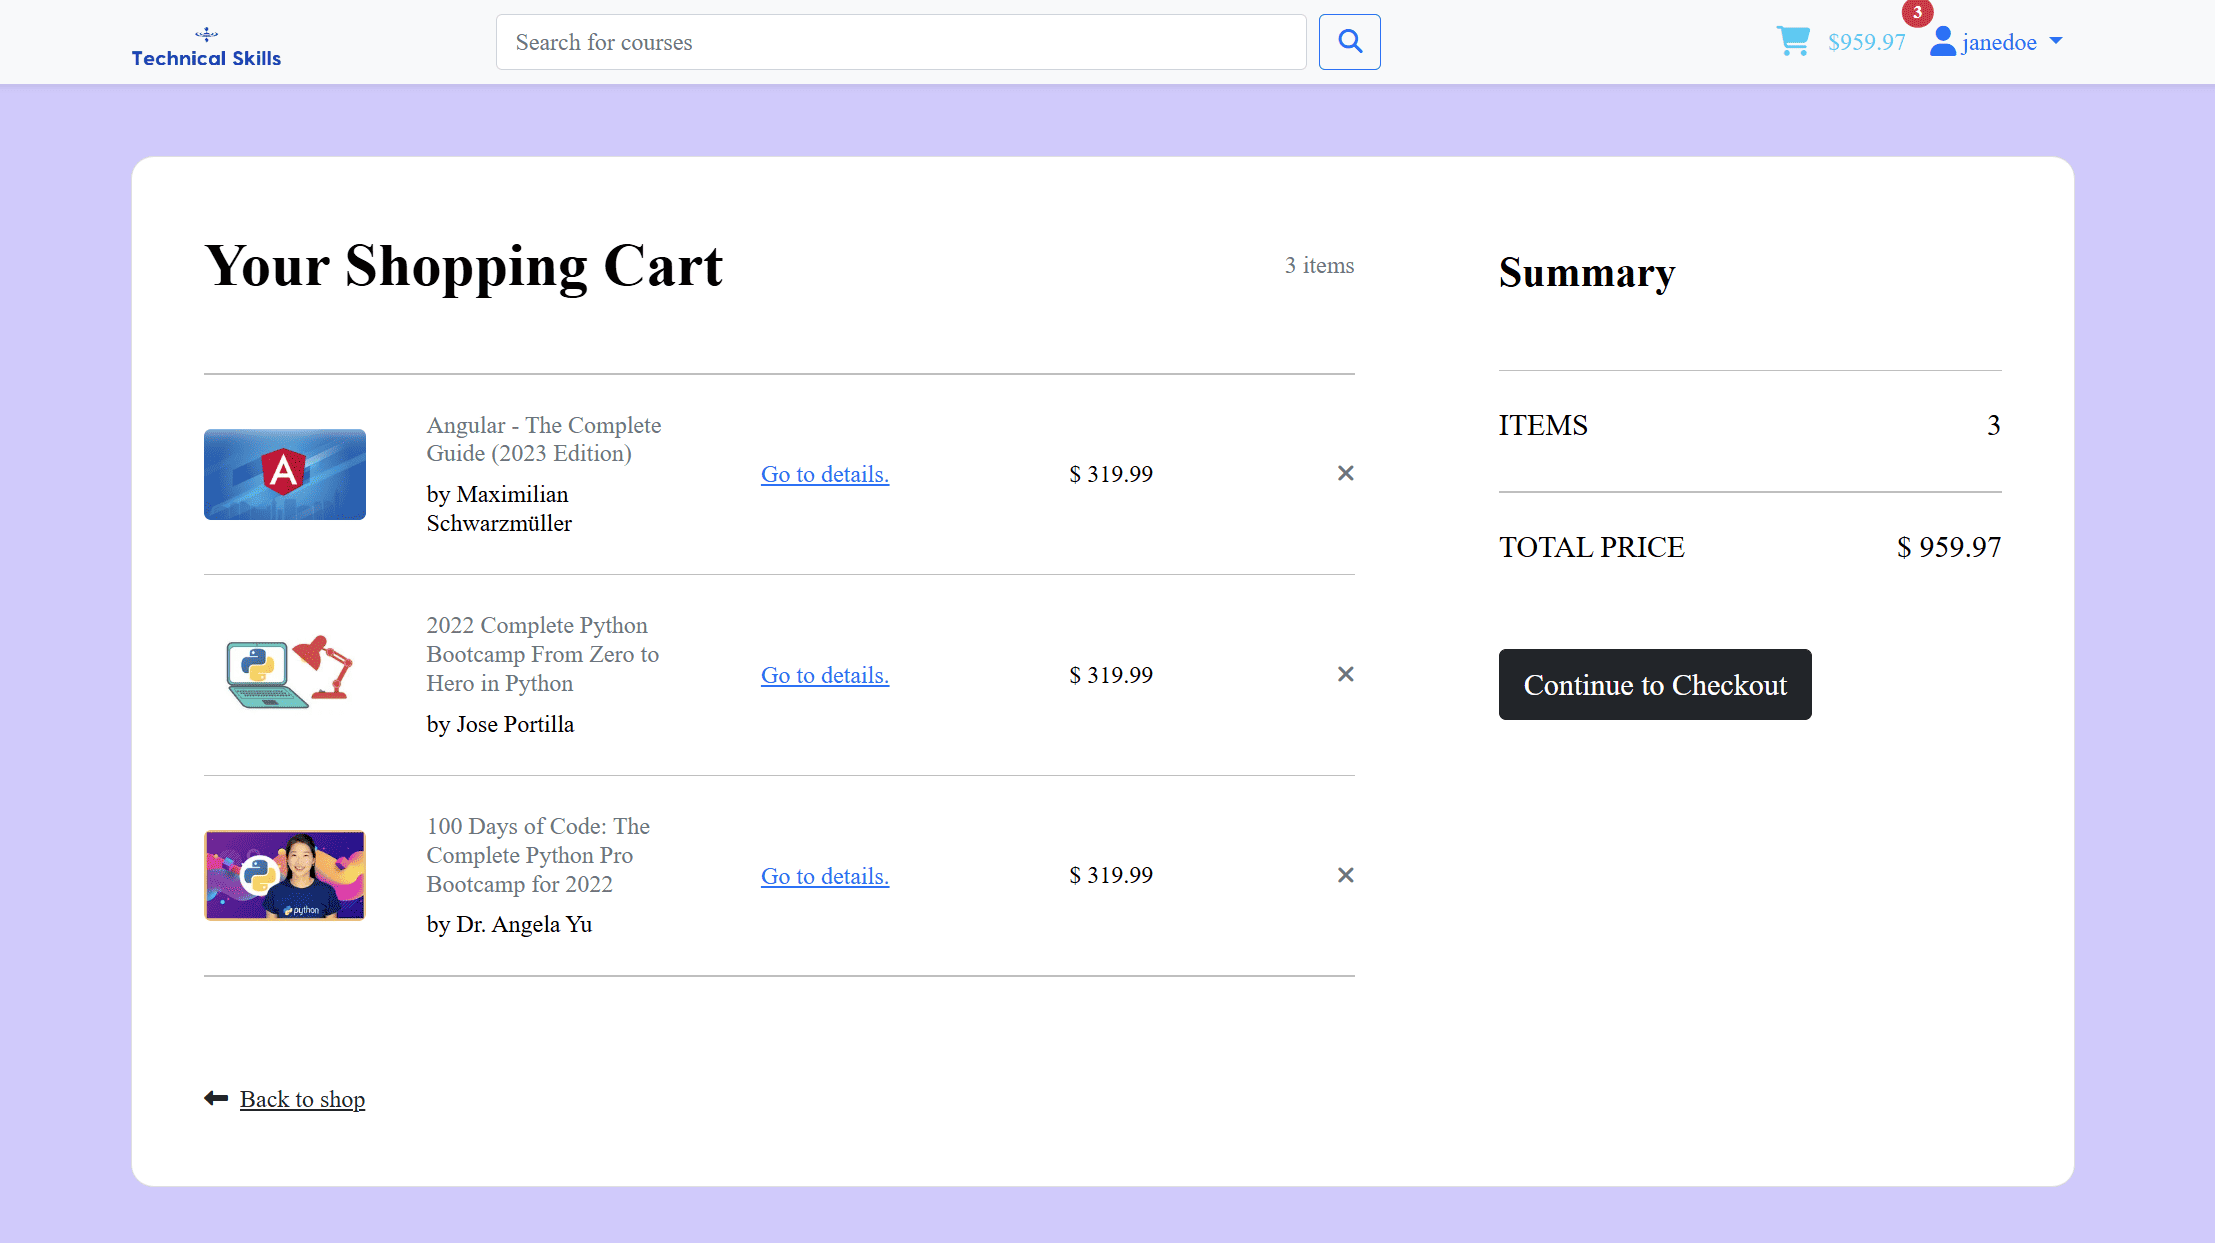 3
Technical Skills
Search for courses
$959.97
janedoe
Your Shopping Cart
3 items
Summary
Angular - The Complete
Guide (2023 Edition)
by Maximilian
Schwarzmüller
Go to details.
$ 319.99
ITEMS
3
2022 Complete Python
Bootcamp From Zero to
Hero in Python
by Jose Portilla
Go to details.
$ 319.99
TOTAL PRICE
$ 959.97
Continue to Checkout
100 Days of Code: The
Complete Python Pro
Bootcamp for 2022
by Dr. Angela Yu
Go to details.
$ 319.99
A
python
Back to shop